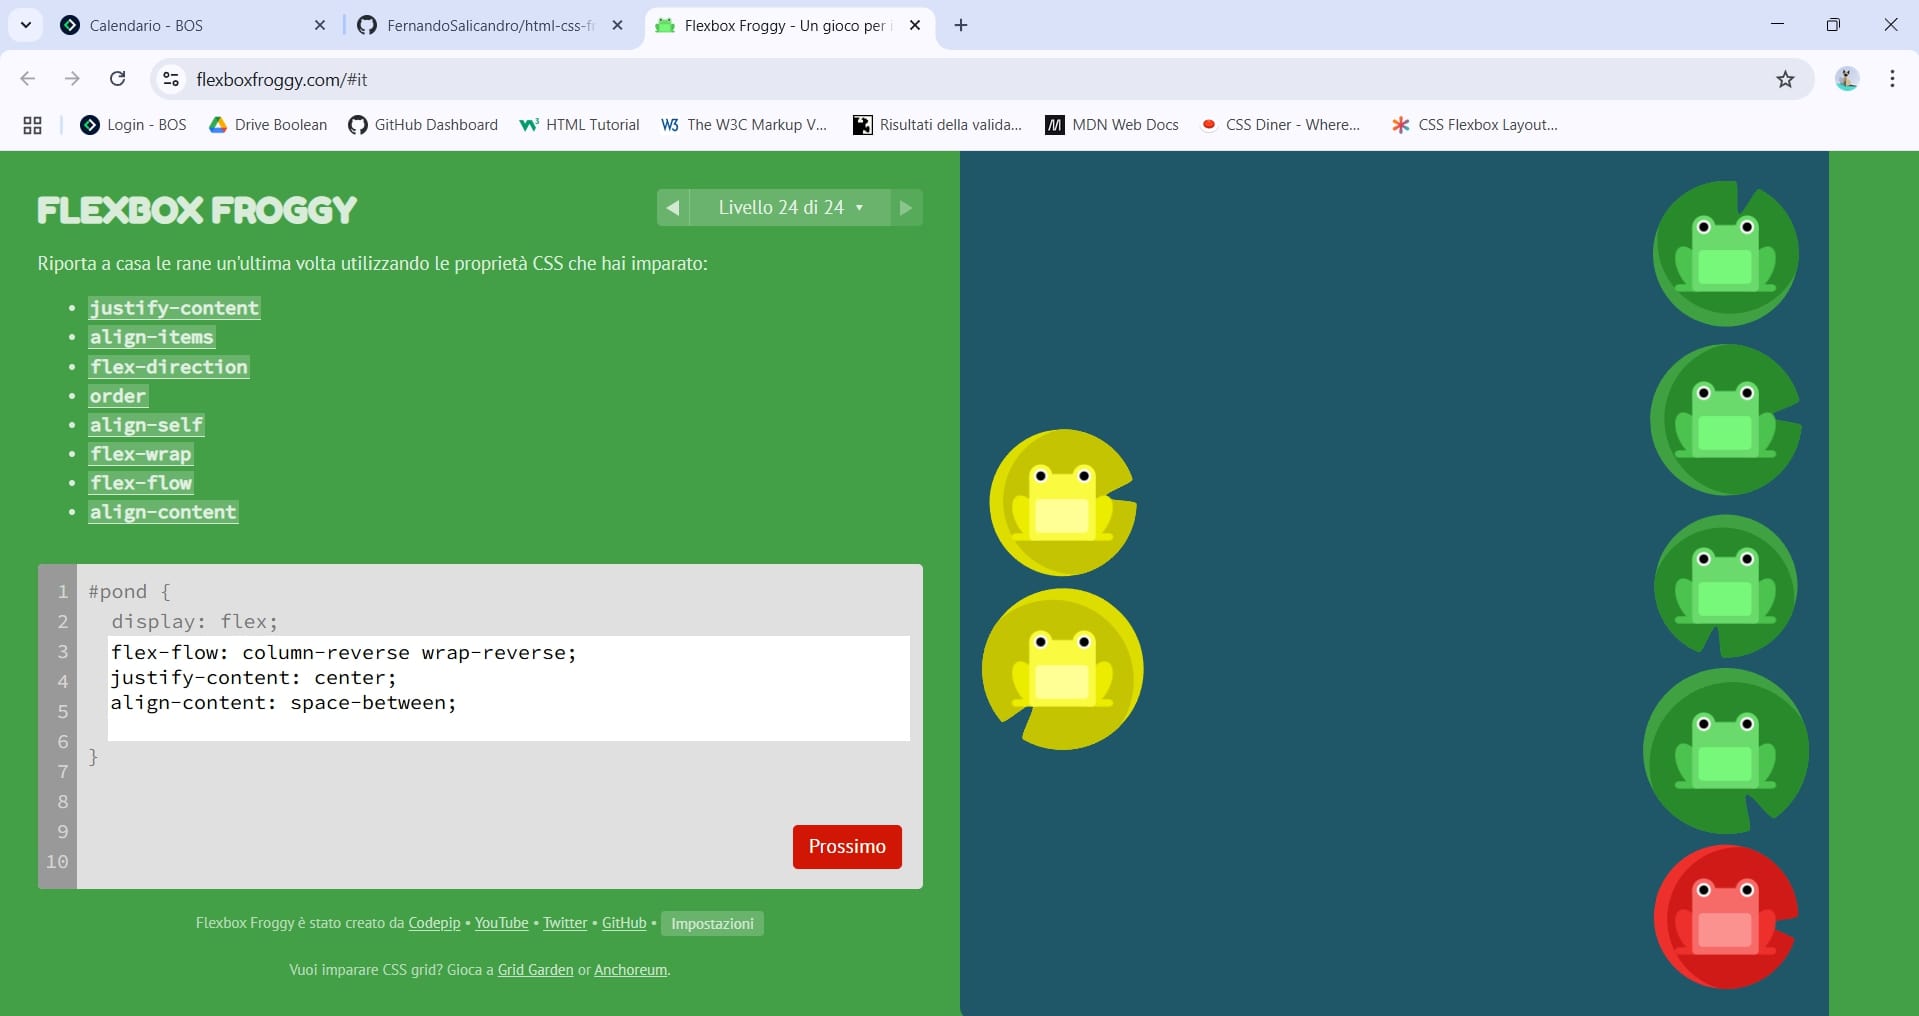 Calendario - BOS
FernandoSalicandro/html-css-fr
Flexbox Froggy - Un gioco per i
flexboxfroggy.com/#it
Login - BOS
Drive Boolean
GitHub Dashboard
HTML Tutorial
The W3C Markup V...
Risultati della valida...
MDN Web Docs
CSS Diner - Where...
CSS Flexbox Layout...
FLEXBOX FROGGY
Livello 24 di 24
Riporta a casa le rane un'ultima volta utilizzando le proprietà CSS che hai imparato:
justify-content
align-items
flex-direction
order
align-self
flex-wrap
flex-flow
align-content
1 #pond {
2 display: flex;
3 flex-flow: column-reverse wrap-reverse;
4 justify-content: center;
5 align-content: space-between;
6 }
7
8
9
10
Prossimo
Flexbox Froggy è stato creato da Codepip • YouTube • Twitter • GitHub • Impostazioni
Vuoi imparare CSS grid? Gioca a Grid Garden or Anchoreum.